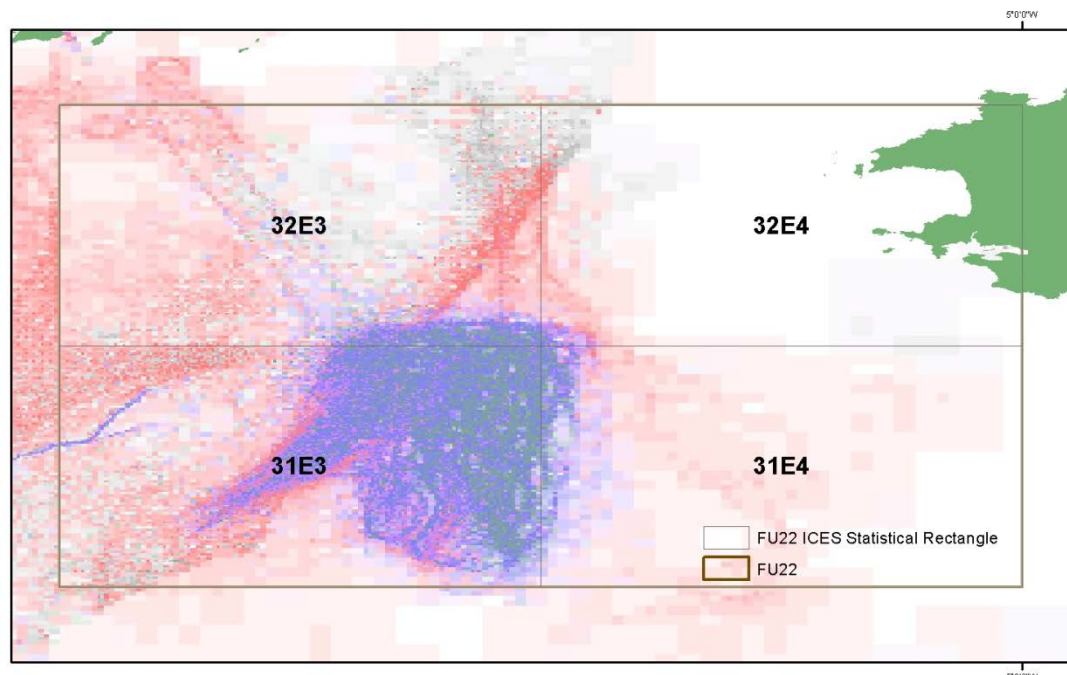 5°0'0"W
32E3
32E4
31E3
31E4
FU22 ICES Statistical Rectangle
FU22